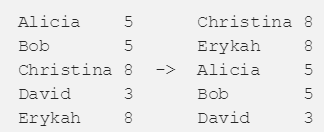 Alicia    5      Christina 8
Bob       5      Erykah    8
Christina 8  ->  Alicia    5
David     3      Bob       5
Erykah    8      David     3